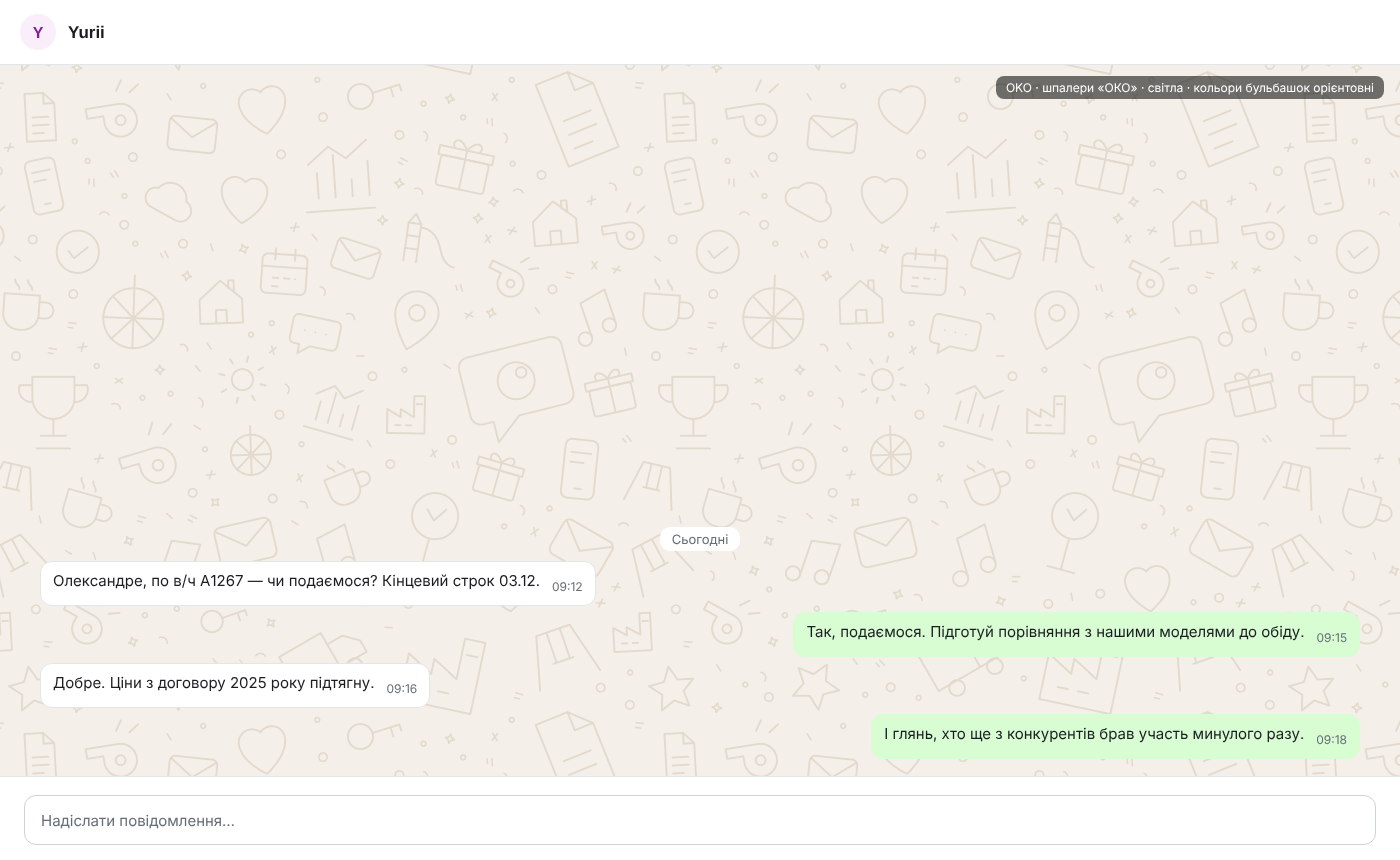 Y
Yurii
ОКО · шпалери «ОКО» · світла · кольори бульбашок орієнтовні
Сьогодні
Олександре, по в/ч А1267 — чи подаємося? Кінцевий строк 03.12. 09:12
Так, подаємося. Підготуй порівняння з нашими моделями до обіду. 09:15
Добре. Ціни з договору 2025 року підтягну. 09:16
І глянь, хто ще з конкурентів брав участь минулого разу. 09:18
Надіслати повідомлення...